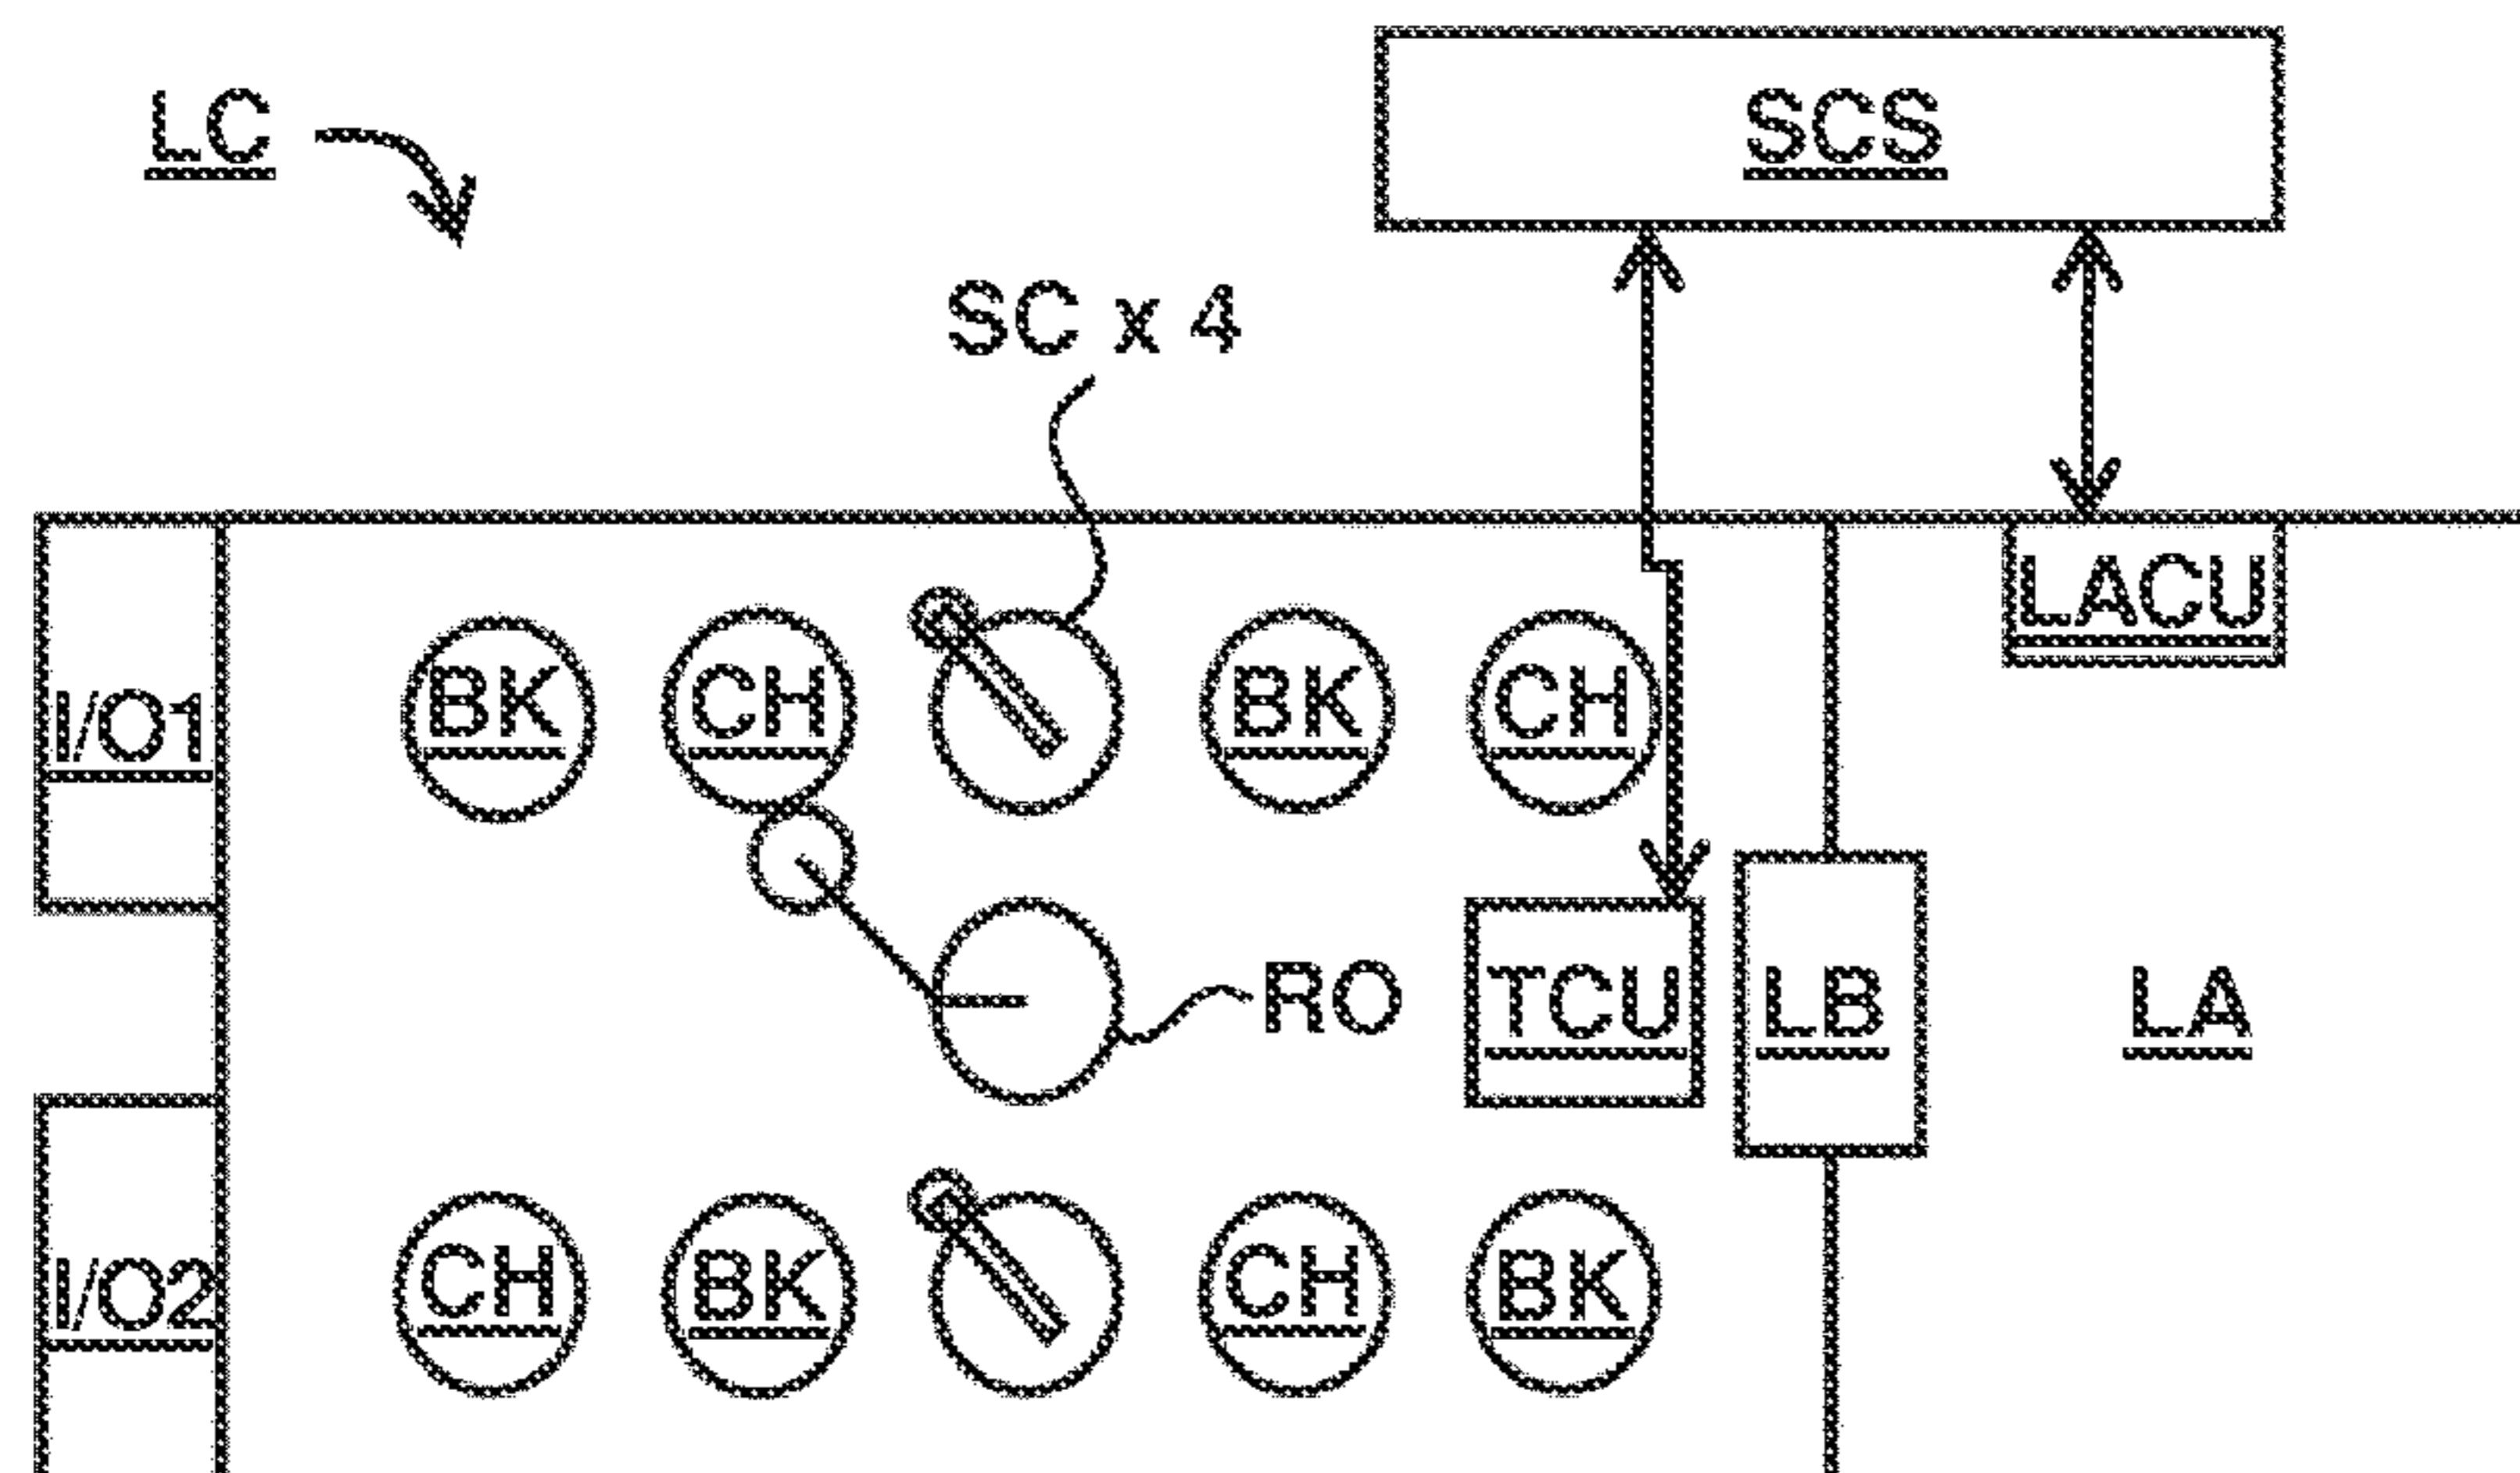 LC
SCS
SC x 4
LACU
I/O1
BK
CH
BK
CH
RO
TCU
LB
LA
I/O2
CH
BK
CH
BK